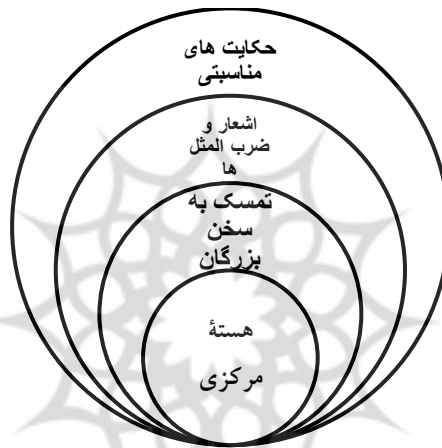 حکایت های
مناسبتی
اشعار و
ضرب المثل
ها
تمسک به
سخن
بزرگان
هستهٔ
مرکزی